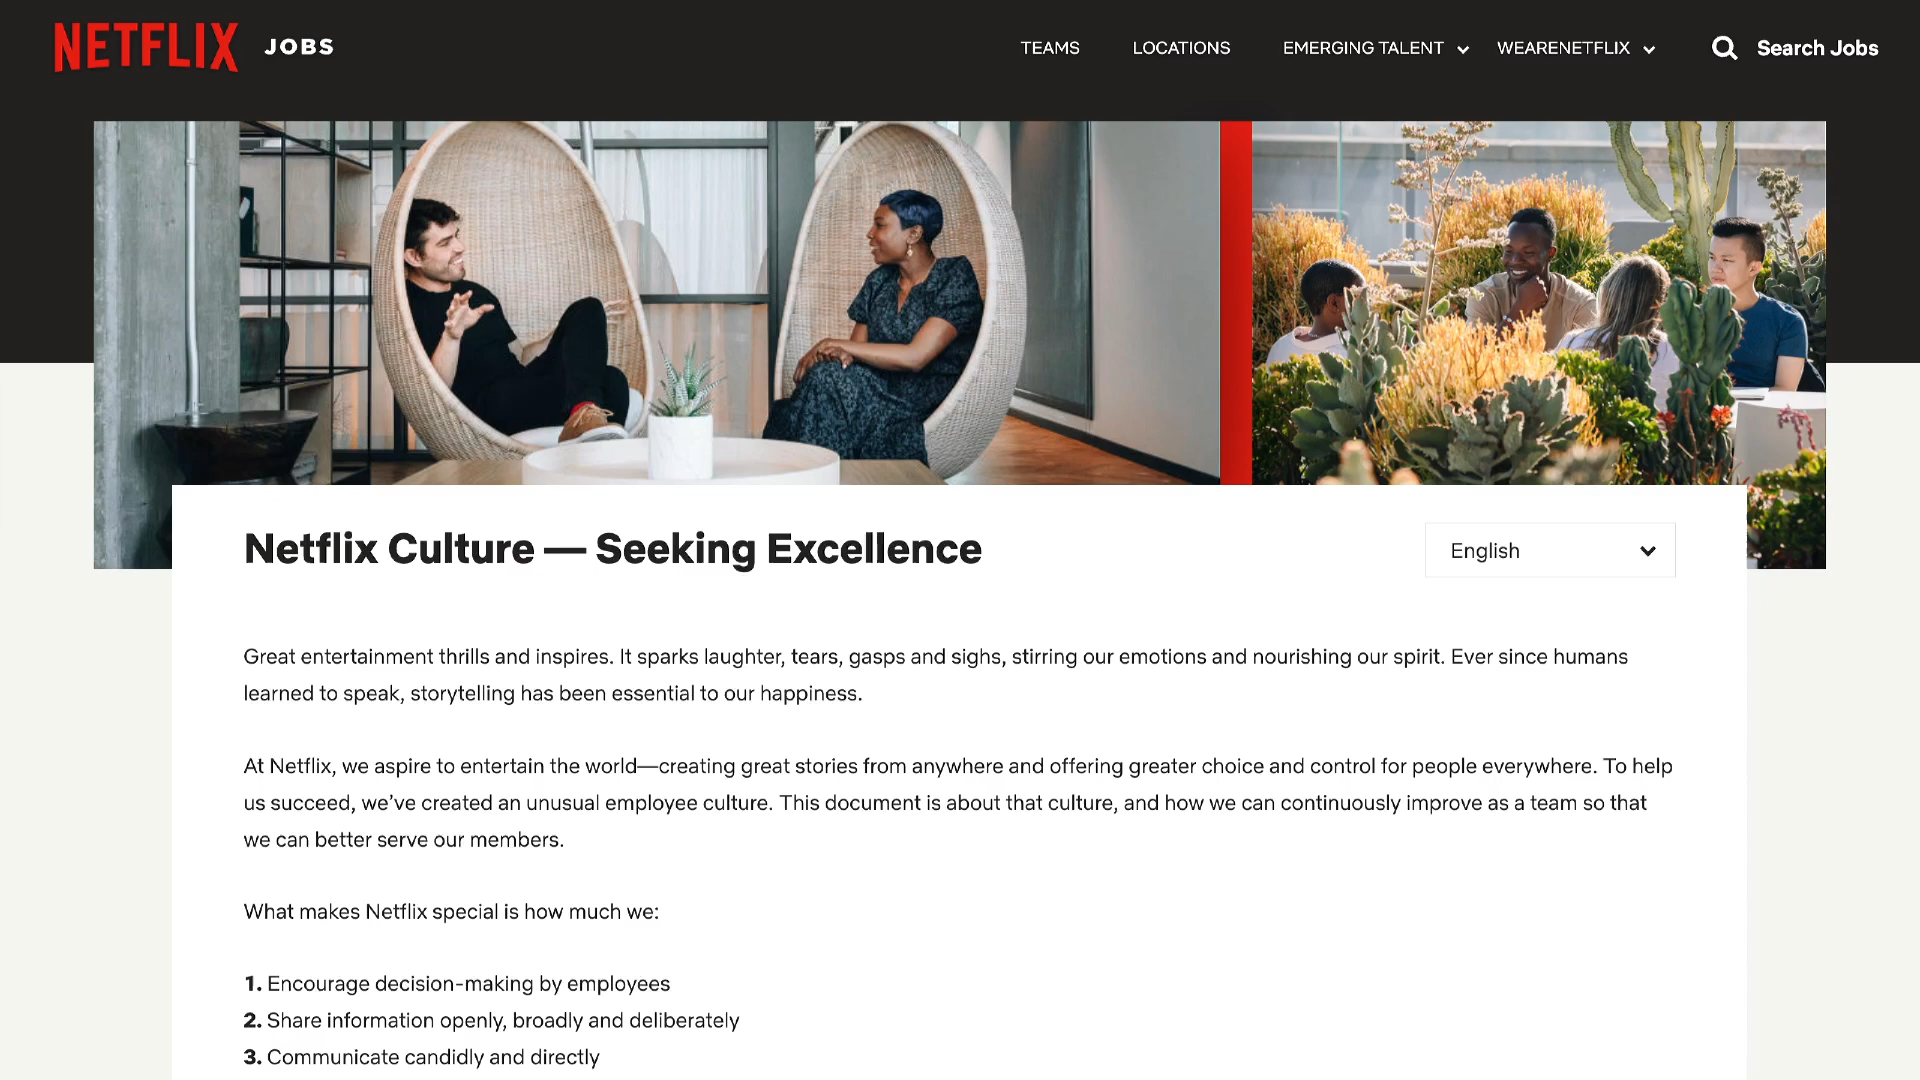 NETFLIX JOBS TEAMS LOCATIONS EMERGING TALENT WEARENETFLIX Search Jobs
Netflix Culture — Seeking Excellence
English
Great entertainment thrills and inspires. It sparks laughter, tears, gasps and sighs, stirring our emotions and nourishing our spirit. Ever since humans
learned to speak, storytelling has been essential to our happiness.
At Netflix, we aspire to entertain the world—creating great stories from anywhere and offering greater choice and control for people everywhere. To help
us succeed, we’ve created an unusual employee culture. This document is about that culture, and how we can continuously improve as a team so that
we can better serve our members.
What makes Netflix special is how much we:
1. Encourage decision-making by employees
2. Share information openly, broadly and deliberately
3. Communicate candidly and directly